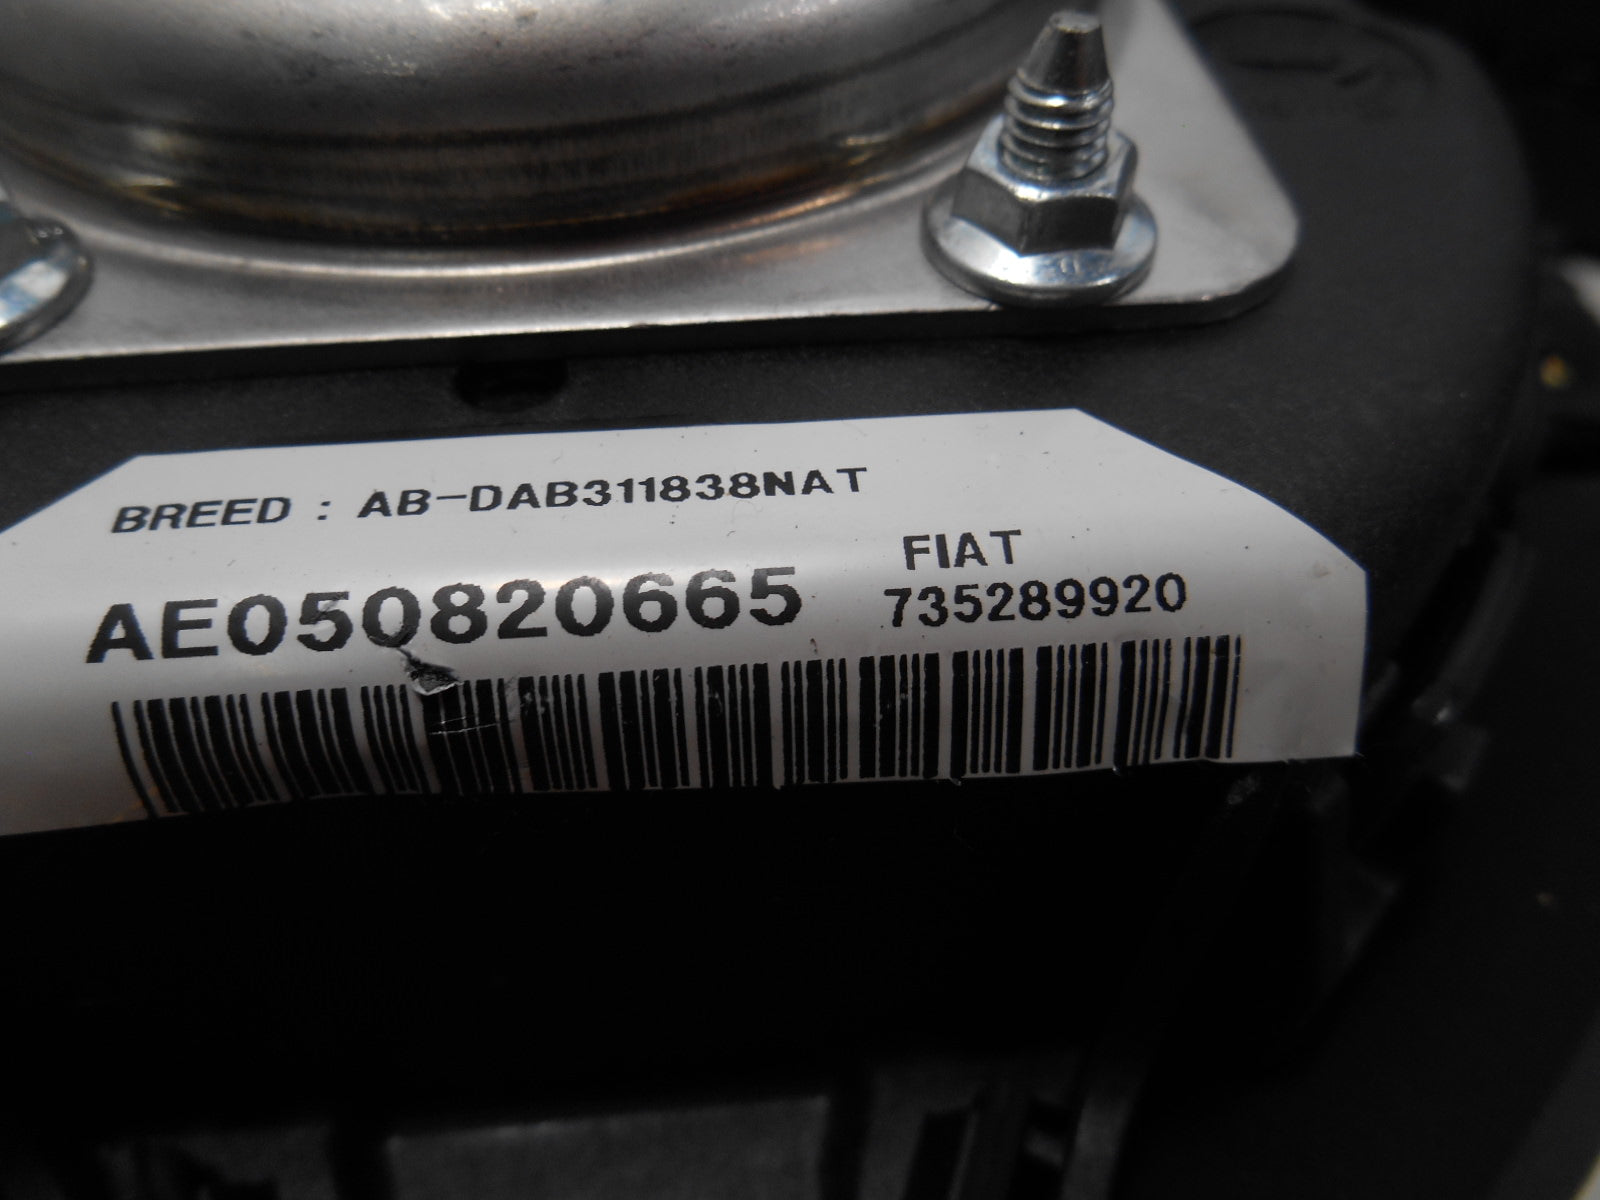 BREED : AB-DAB311838NAT
FIAT
AE050820665 735289920